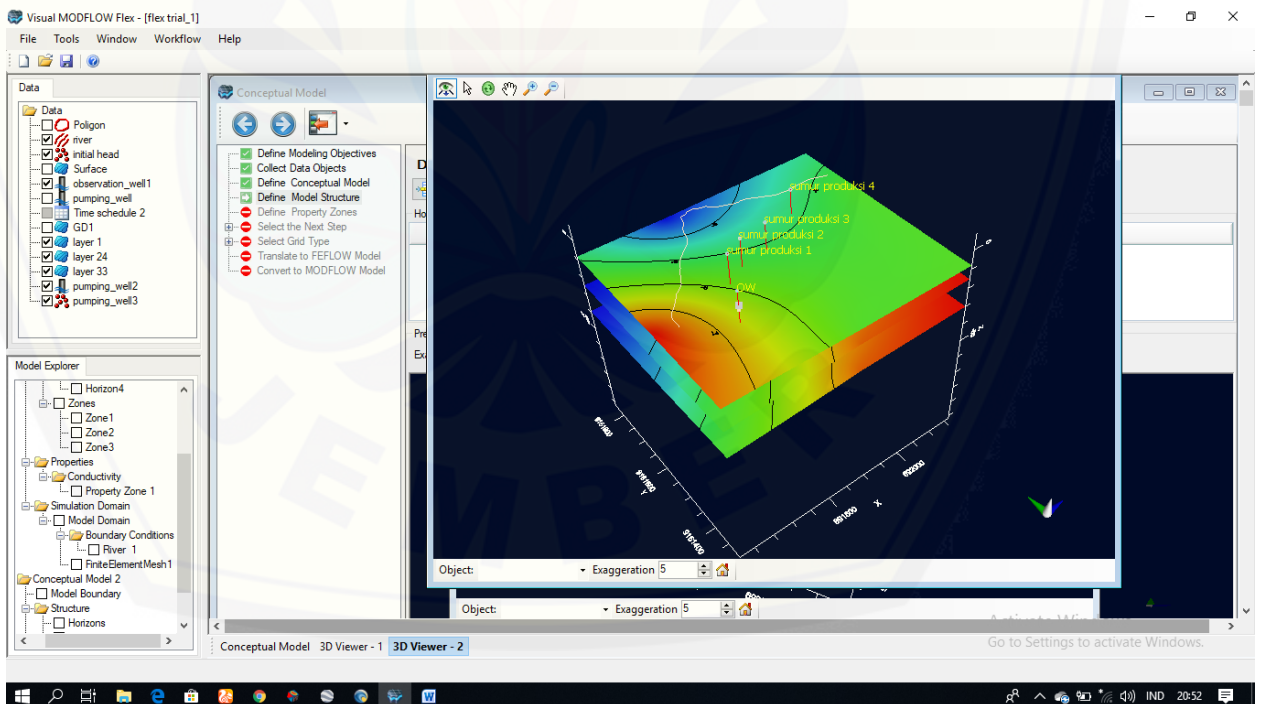 Visual MODFLOW Flex - [flex trial_1]
File Tools Window Workflow Help
Data
Data
Poligon
river
initial head
Surface
observation_well1
pumping_well
Time schedule 2
GD1
layer 1
layer 24
layer 33
pumping_well2
pumping_well3
Model Explorer
Horizon4
Zones
Zone1
Zone2
Zone3
Properties
Conductivity
Property Zone 1
Simulation Domain
Model Domain
Boundary Conditions
River 1
FiniteElementMesh1
Conceptual Model 2
Model Boundary
Structure
Horizons
Conceptual Model
Define Modeling Objectives
Collect Data Objects
Define Conceptual Model
Define Model Structure
Define Property Zones
Select the Next Step
Select Grid Type
Translate to FEFLOW Model
Convert to MODFLOW Model
D
Ho
Pre
Ex
sumur produksi 4
sumur produksi 3
sumur produksi 2
sumur produksi 1
OW
Y
X
Object: Exaggeration 5
Object: Exaggeration 5
Conceptual Model 3D Viewer - 1 3D Viewer - 2
Activate Win
Go to Settings to activate Windows.
JEMBER
IND 20:52